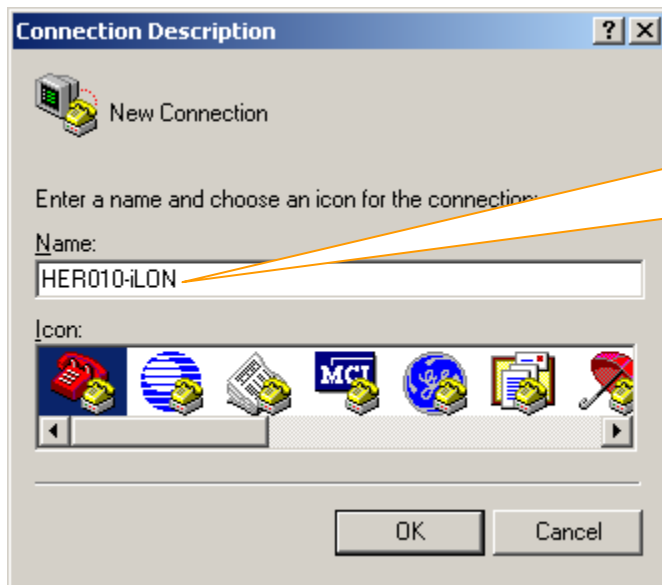 Connection Description
New Connection
Enter a name and choose an icon for the connection:
Name:
HER010-iLON
Icon:
MCI
OK Cancel